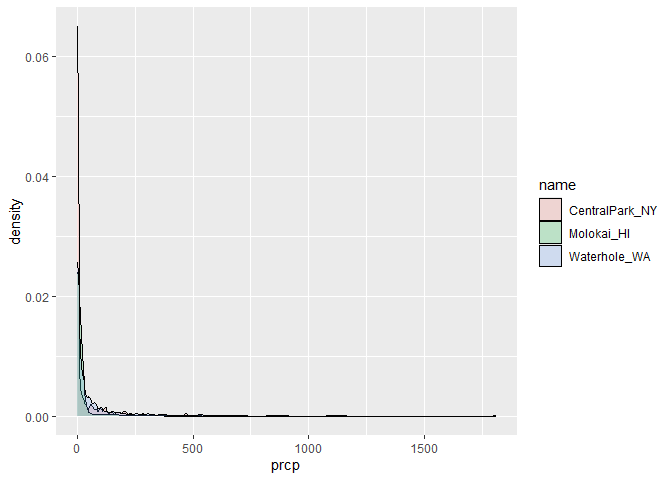 0.06
0.04
0.02
0.00
density
0
500
1000
1500
prcp
name
CentralPark_NY
Molokai_HI
Waterhole_WA